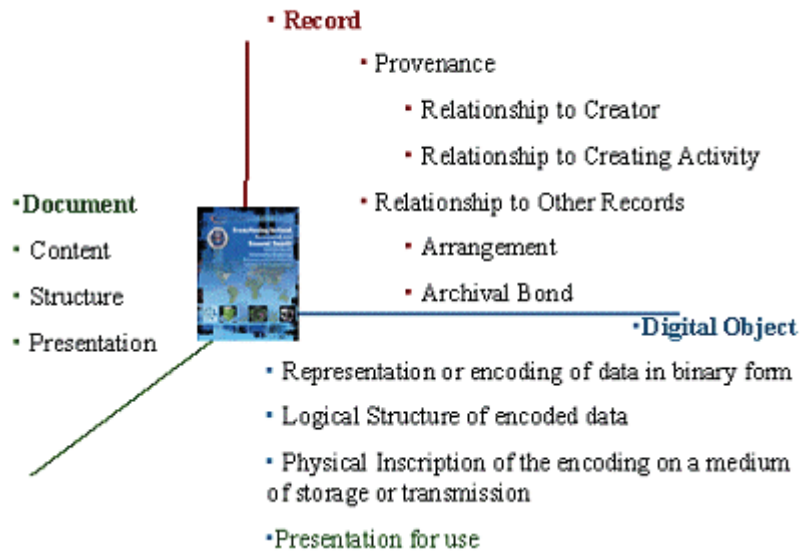 • Record
• Provenance
• Relationship to Creator
• Relationship to Creating Activity
• Relationship to Other Records
• Arrangement
• Archival Bond
•Document
• Content
• Structure
• Presentation
•Digital Object
• Representation or encoding of data in binary form
• Logical Structure of encoded data
• Physical Inscription of the encoding on a medium
of storage or transmission
•Presentation for use